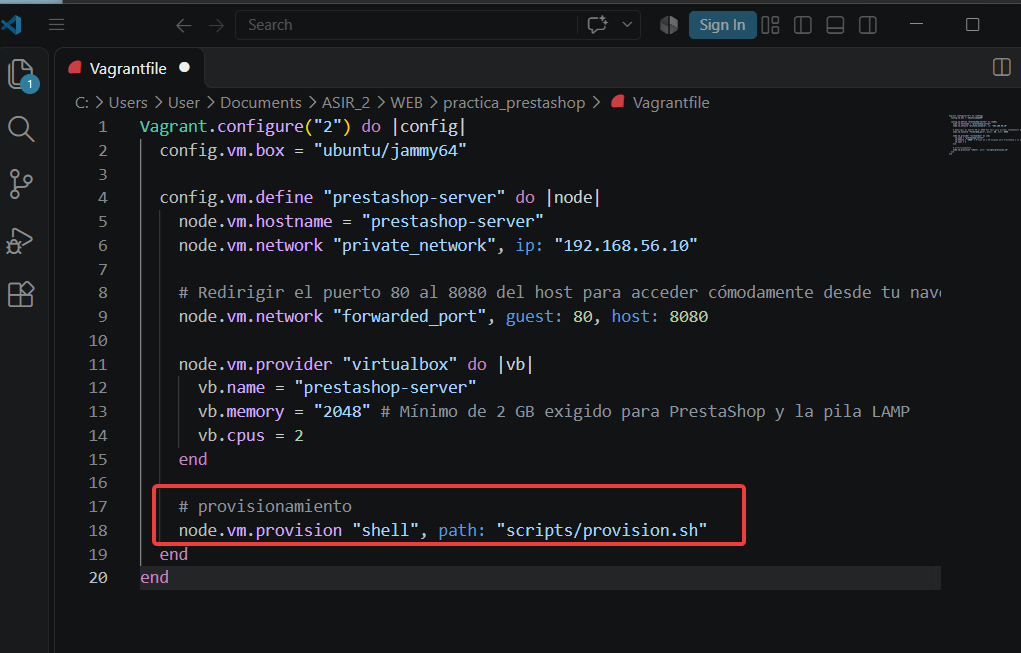 Search
Sign In
1
Vagrantfile
C: > Users > User > Documents > ASIR_2 > WEB > practica_prestashop > Vagrantfile
1 Vagrant.configure("2") do |config|
2 config.vm.box = "ubuntu/jammy64"
3
4 config.vm.define "prestashop-server" do |node|
5 node.vm.hostname = "prestashop-server"
6 node.vm.network "private_network", ip: "192.168.56.10"
7
8 # Redirigir el puerto 80 al 8080 del host para acceder cómodamente desde tu nav
9 node.vm.network "forwarded_port", guest: 80, host: 8080
10
11 node.vm.provider "virtualbox" do |vb|
12 vb.name = "prestashop-server"
13 vb.memory = "2048" # Mínimo de 2 GB exigido para PrestaShop y la pila LAMP
14 vb.cpus = 2
15 end
16
17 # provisionamiento
18 node.vm.provision "shell", path: "scripts/provision.sh"
19 end
20 end